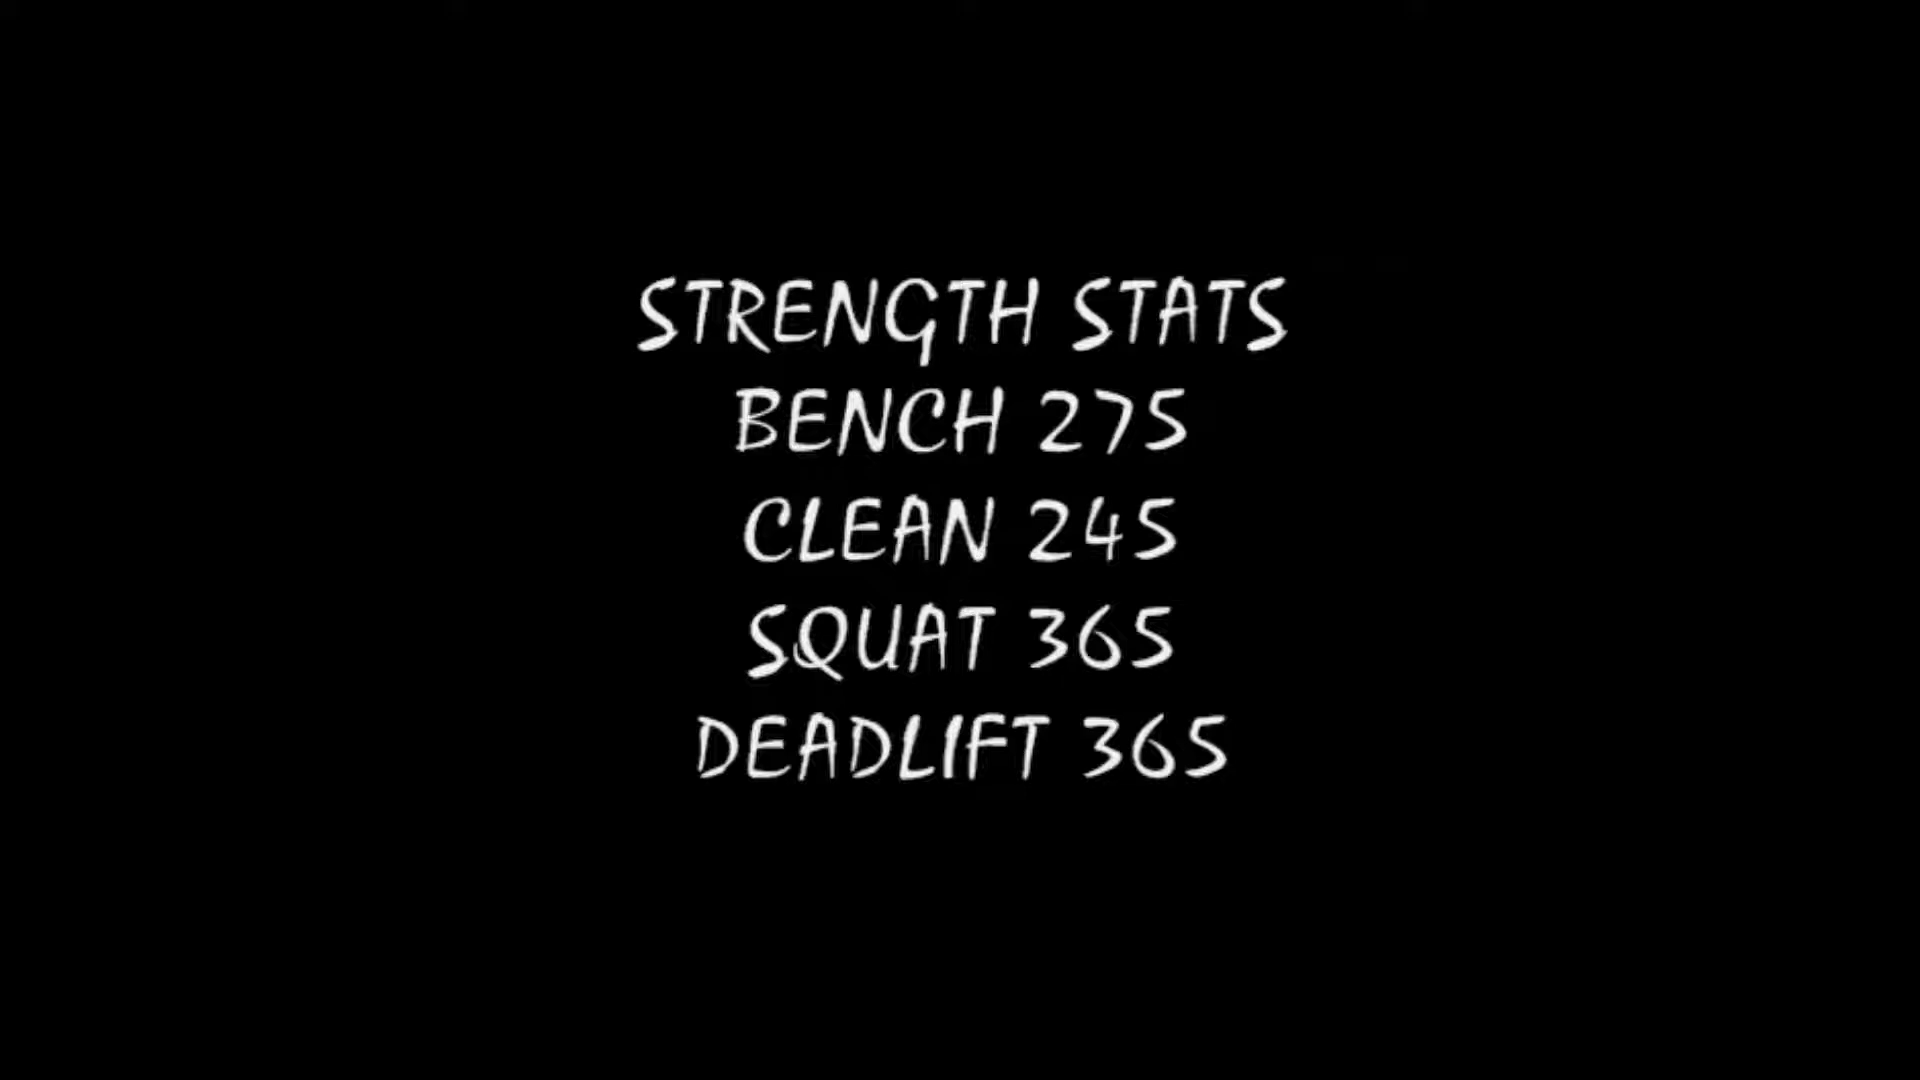 STRENGTH STATS
BENCH 275
CLEAN 245
SQUAT 365
DEADLIFT 365